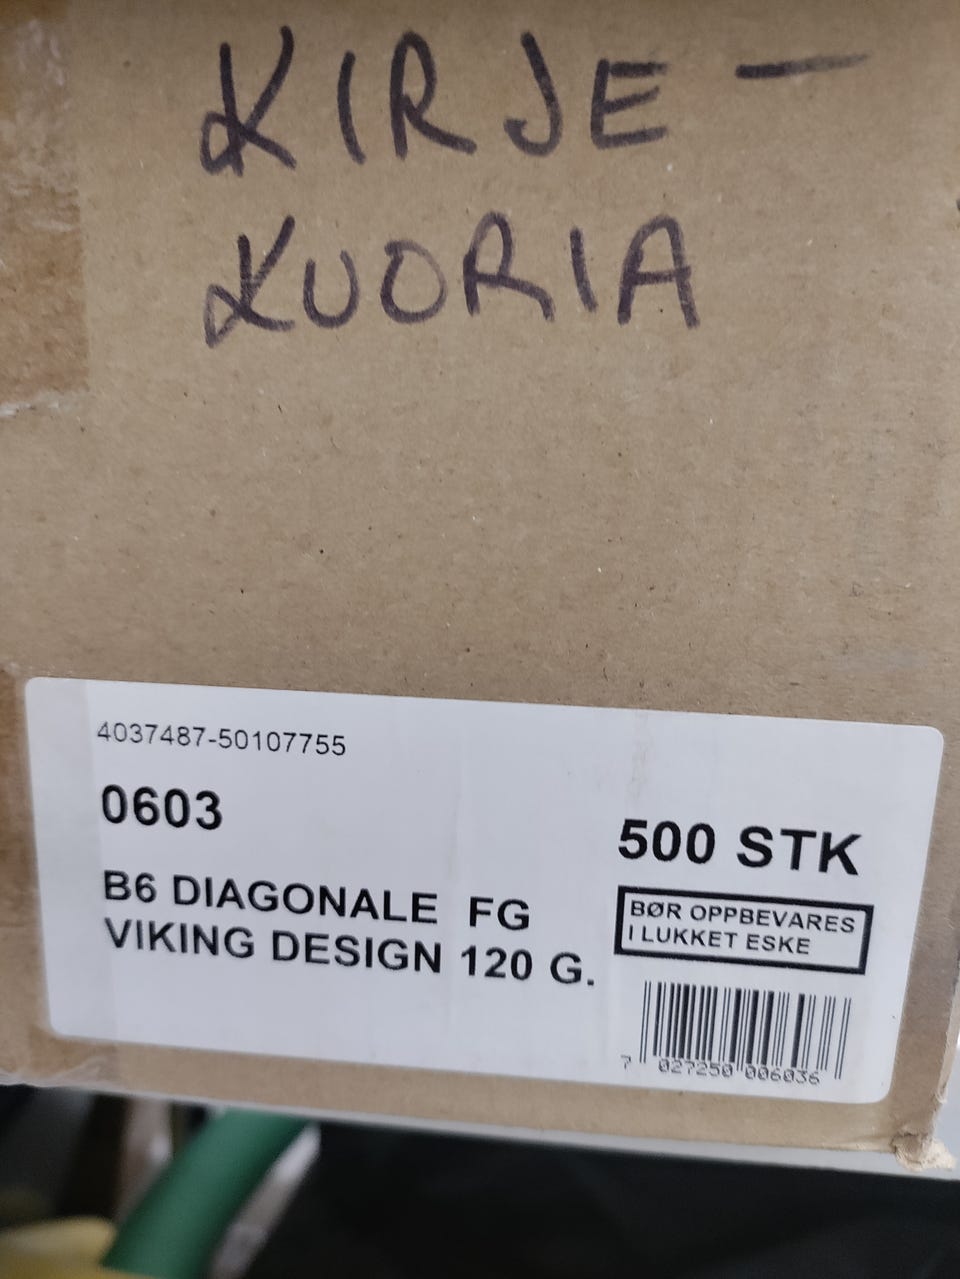 KIRJE-
KUORIA
4037487-50107755
0603
500 STK
B6 DIAGONALE FG
VIKING DESIGN 120 G.
BØR OPPBEVARES
I LUKKET ESKE
7 027250 006036